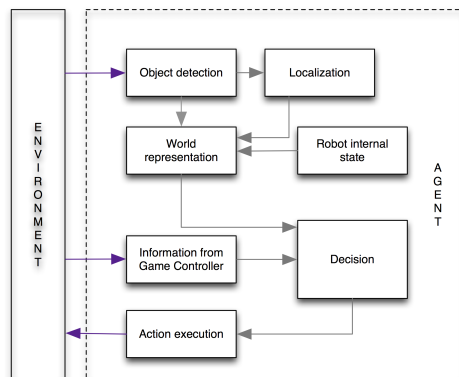 ENVIRONMENT
Object detection
Localization
World
representation
Robot internal
state
AGENT
Information from
Game Controller
Decision
Action execution